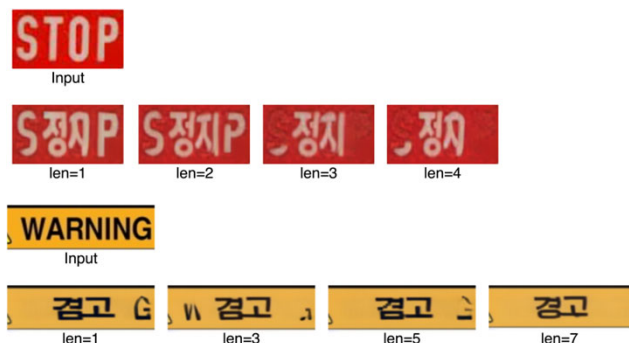 STOP
Input
S정지P S정지P 정지 정지
len=1 len=2 len=3 len=4
WARNING
Input
경고 G 경고 경고 경고
len=1 len=3 len=5 len=7